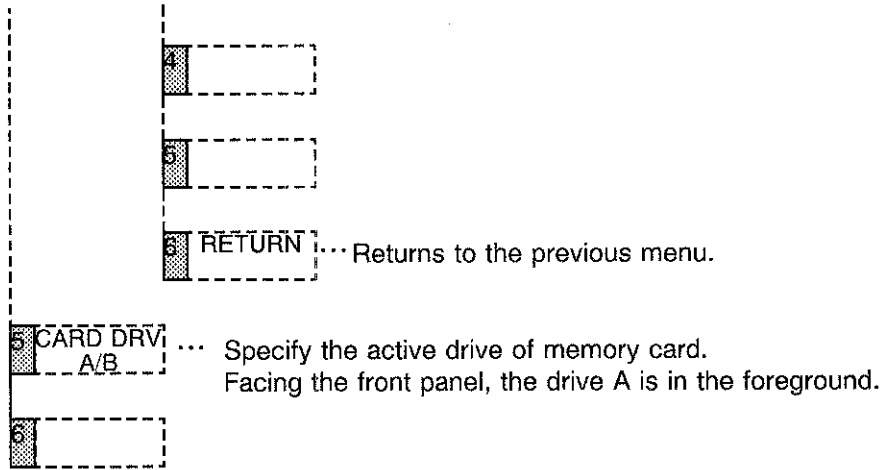 4
5
6 RETURN ··· Returns to the previous menu.
5 CARD DRV A/B ··· Specify the active drive of memory card.
Facing the front panel, the drive A is in the foreground.
6